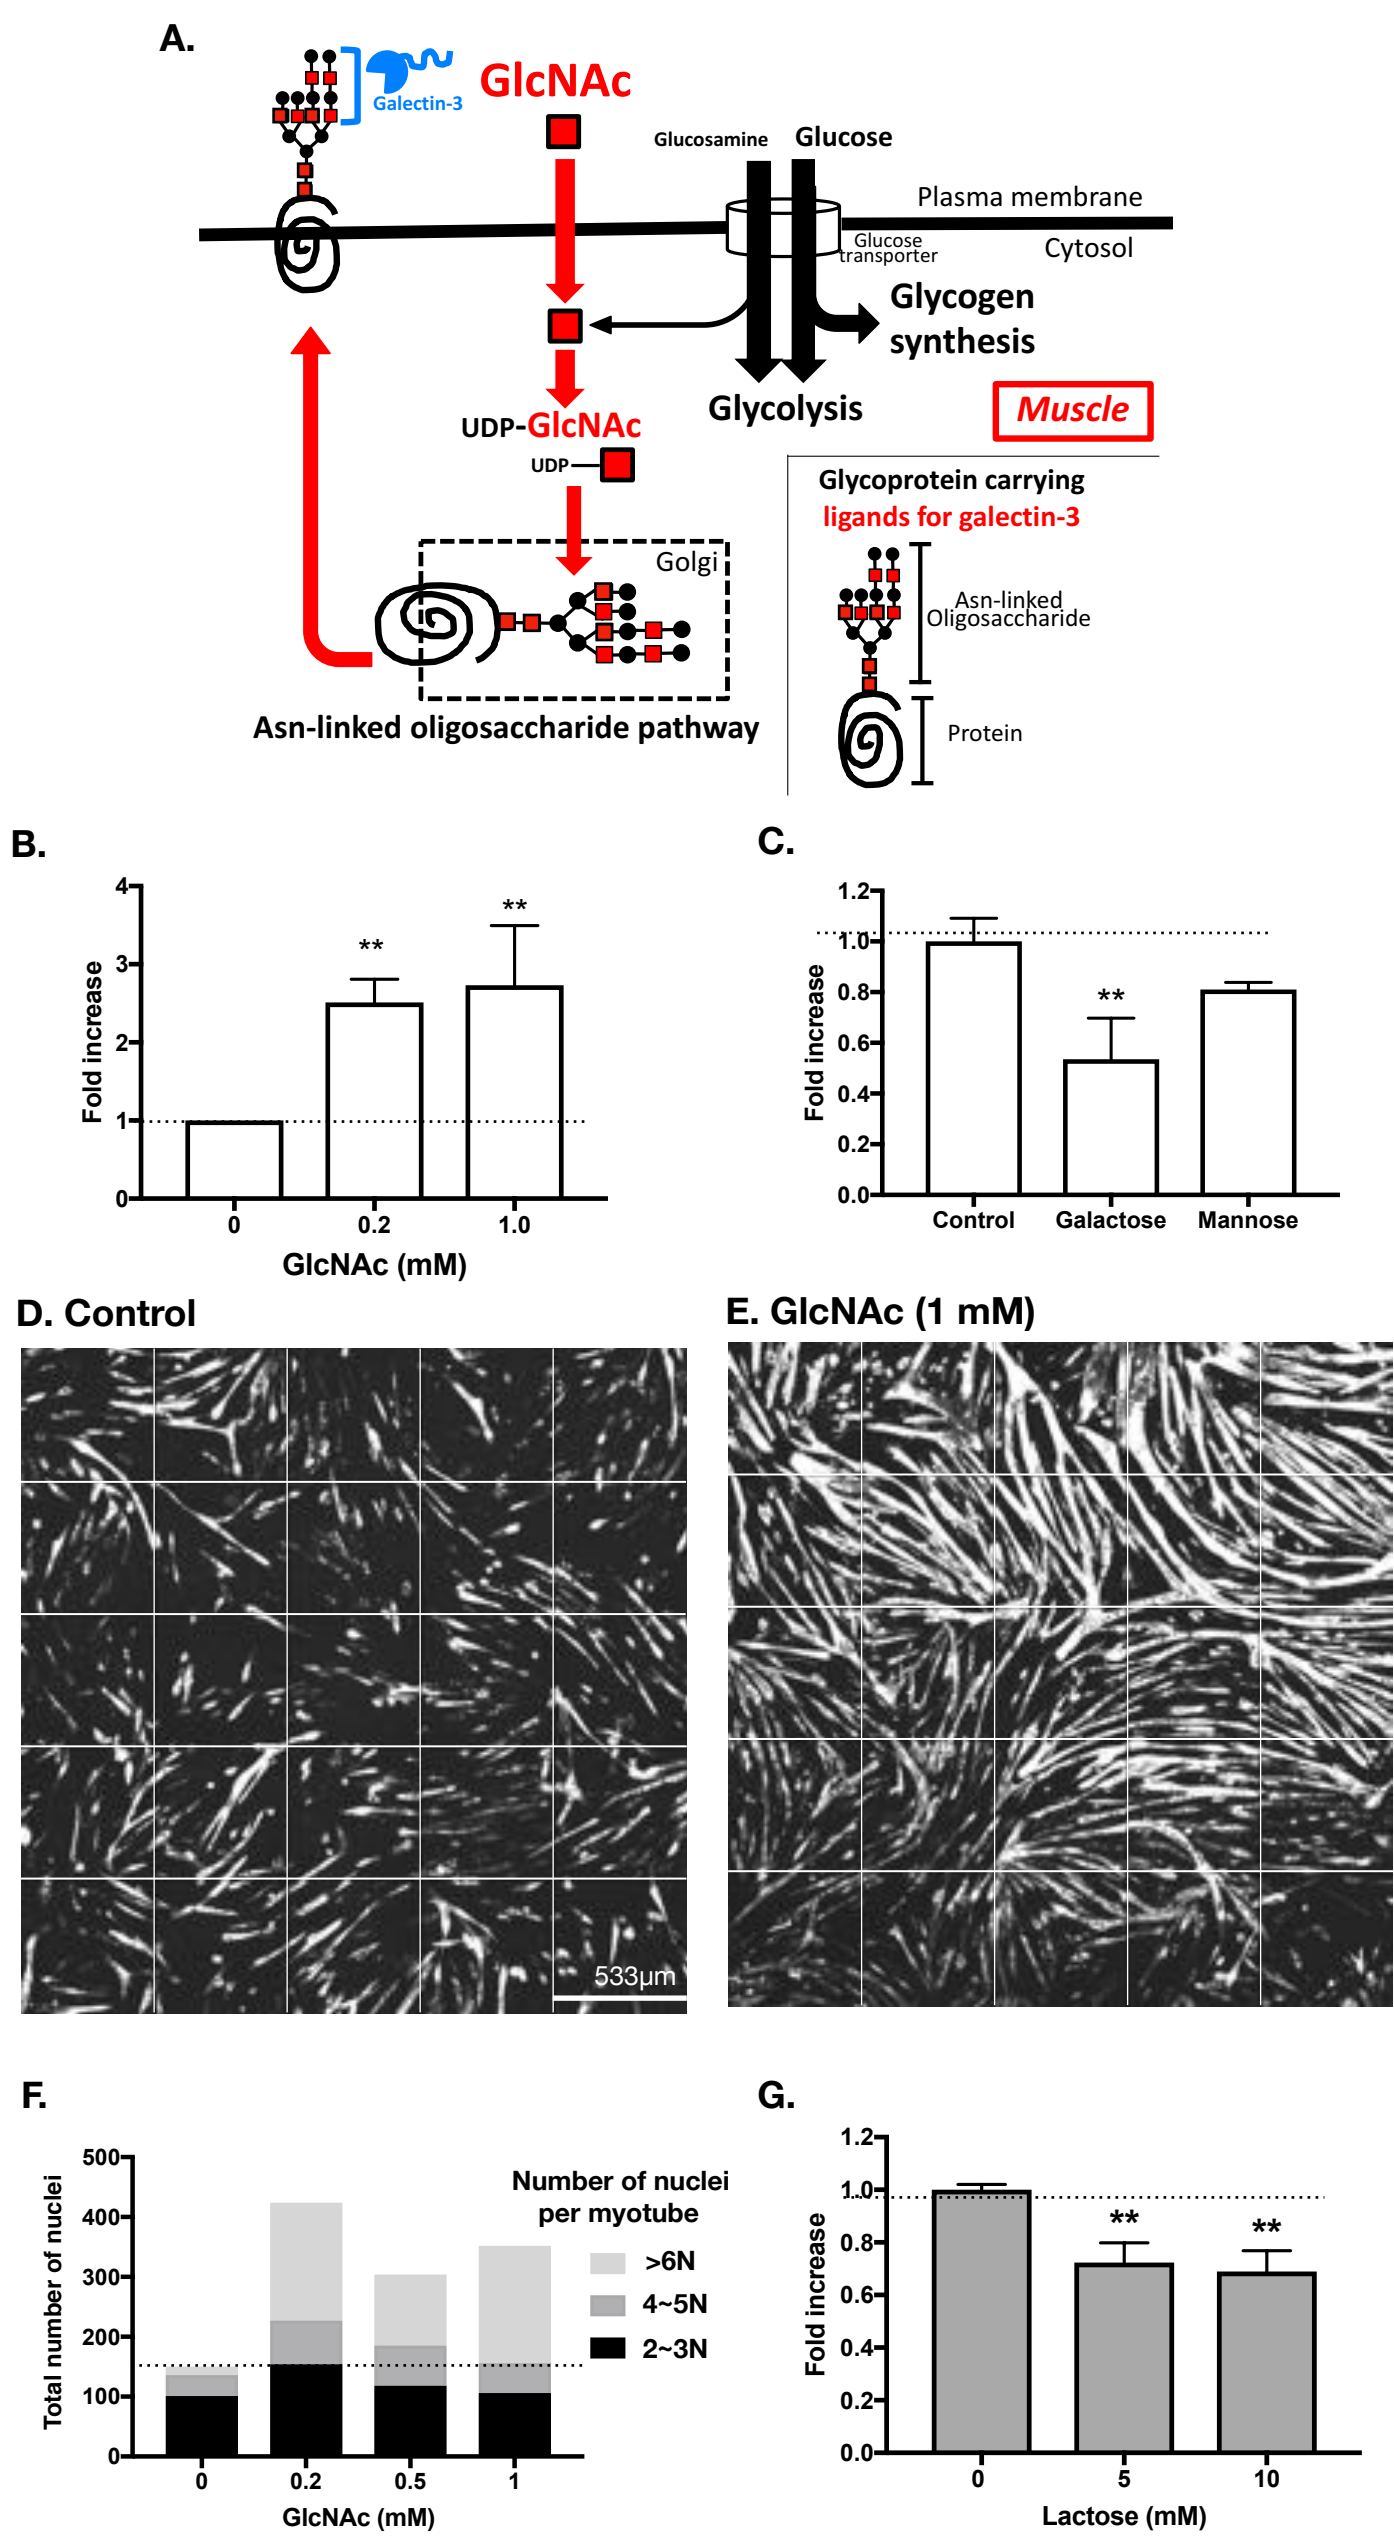 A.
Galectin-3
GlcNAc
Glucosamine
Glucose
Plasma membrane
Glucose
transporter
Cytosol
Glycogen
synthesis
Glycolysis
Muscle
UDP-GlcNAc
UDP
Golgi
Asn-linked oligosaccharide pathway
Glycoprotein carrying
ligands for galectin-3
Asn-linked
Oligosaccharide
Protein
B.
Fold increase
4
3
2
1
0
**
**
0
0.2
1.0
GlcNAc (mM)
C.
Fold increase
1.2
1.0
0.8
0.6
0.4
0.2
0.0
**
Control
Galactose
Mannose
D. Control
533µm
E. GlcNAc (1 mM)
F.
Total number of nuclei
500
400
300
200
100
0
0
0.2
0.5
1
GlcNAc (mM)
Number of nuclei
per myotube
>6N
4~5N
2~3N
G.
Fold increase
1.2
1.0
0.8
0.6
0.4
0.2
0.0
**
**
0
5
10
Lactose (mM)